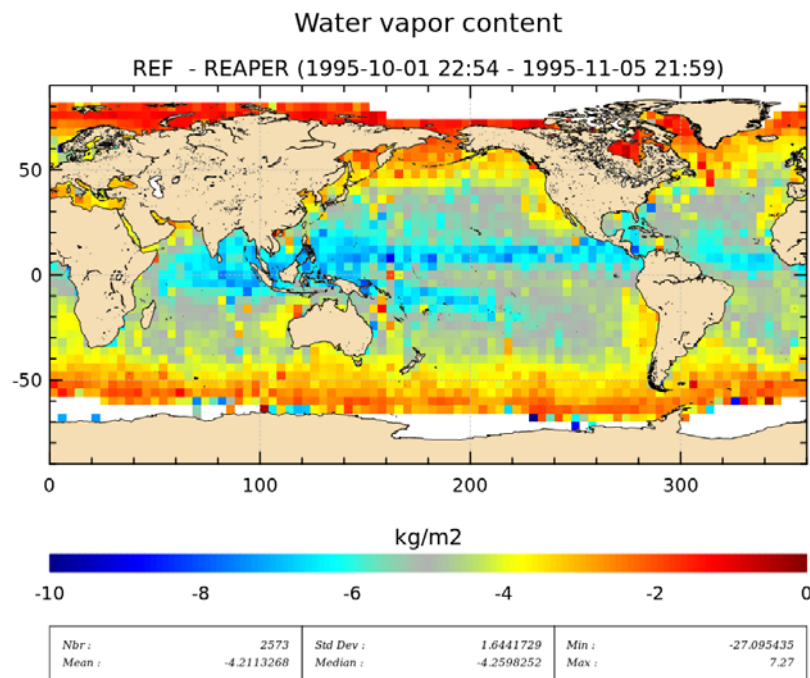 Water vapor content
REF - REAPER (1995-10-01 22:54 - 1995-11-05 21:59)
50
0
-50
0 100 200 300
kg/m2
-10 -8 -6 -4 -2 0
Nbr : 2573 Std Dev : 1.6441729 Min : -27.095435
Mean : -4.2113268 Median : -4.2598252 Max : 7.27